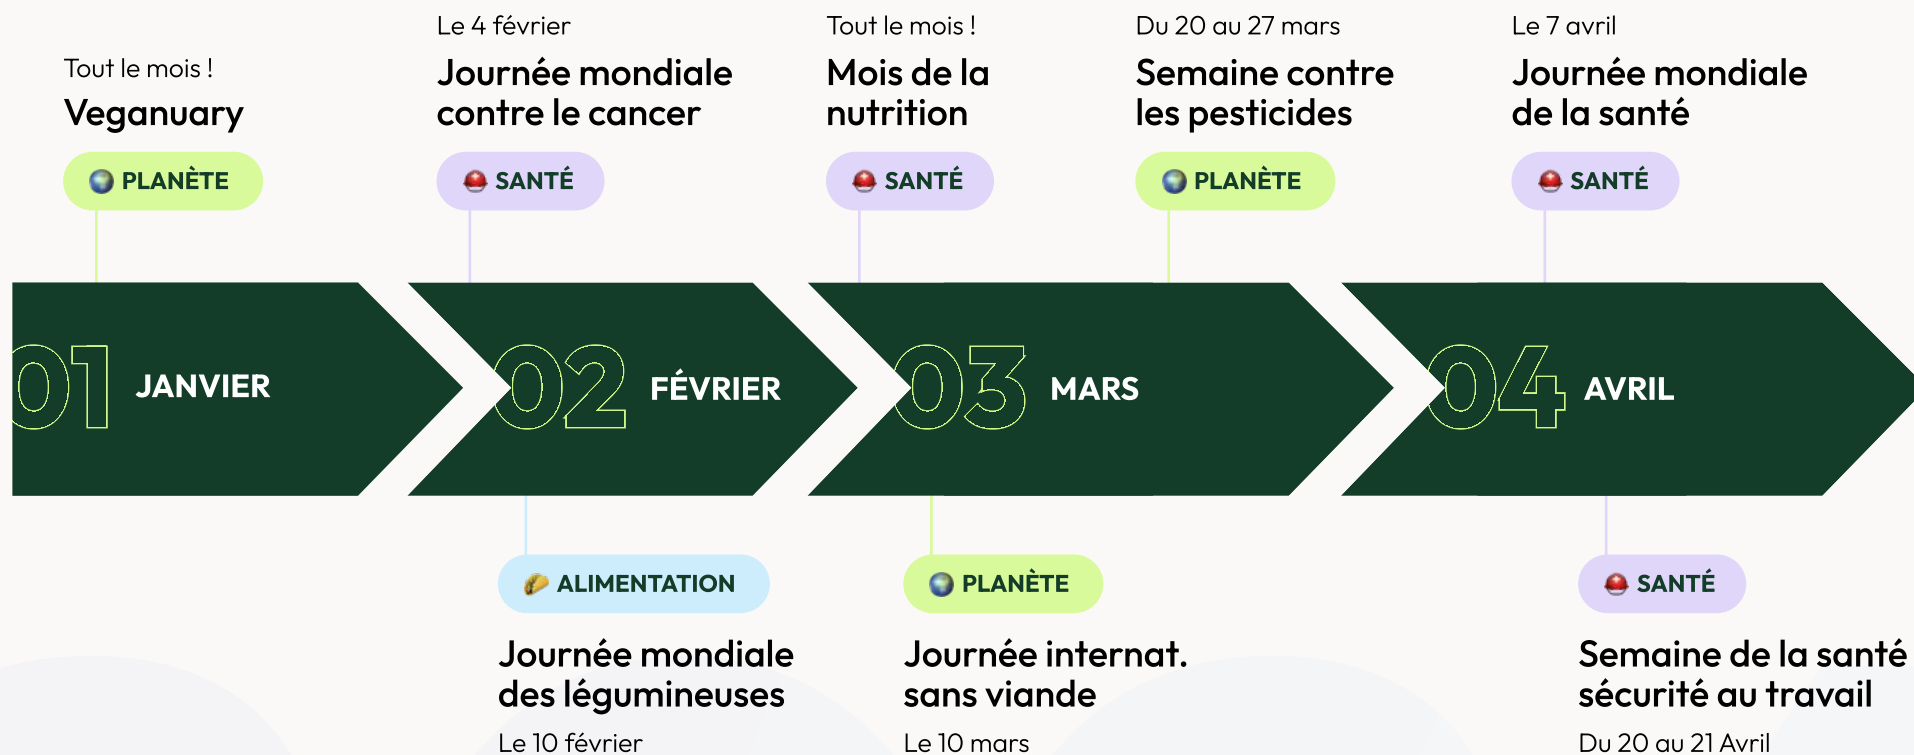 Tout le mois !
Veganuary
PLANÈTE
Le 4 février
Journée mondiale
contre le cancer
SANTÉ
Tout le mois !
Mois de la
nutrition
SANTÉ
Du 20 au 27 mars
Semaine contre
les pesticides
PLANÈTE
Le 7 avril
Journée mondiale
de la santé
SANTÉ
01 JANVIER
02 FÉVRIER
03 MARS
04 AVRIL
ALIMENTATION
Journée mondiale
des légumineuses
Le 10 février
PLANÈTE
Journée internat.
sans viande
Le 10 mars
SANTÉ
Semaine de la santé
sécurité au travail
Du 20 au 21 Avril